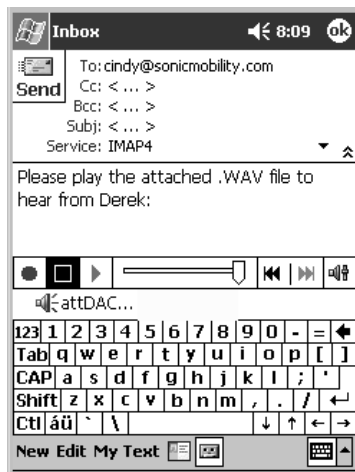 Inbox 8:09 ok
To: cindy@sonicmobility.com
Send Cc: < ... >
Bcc: < ... >
Subj: < ... >
Service: IMAP4
Please play the attached .WAV file to
hear from Derek:
attDAC...
123 1 2 3 4 5 6 7 8 9 0 - =
Tab q w e r t y u i o p [ ]
CAP a s d f g h j k l ; '
Shift z x c v b n m , . /
Ctl áü ` \
New Edit My Text